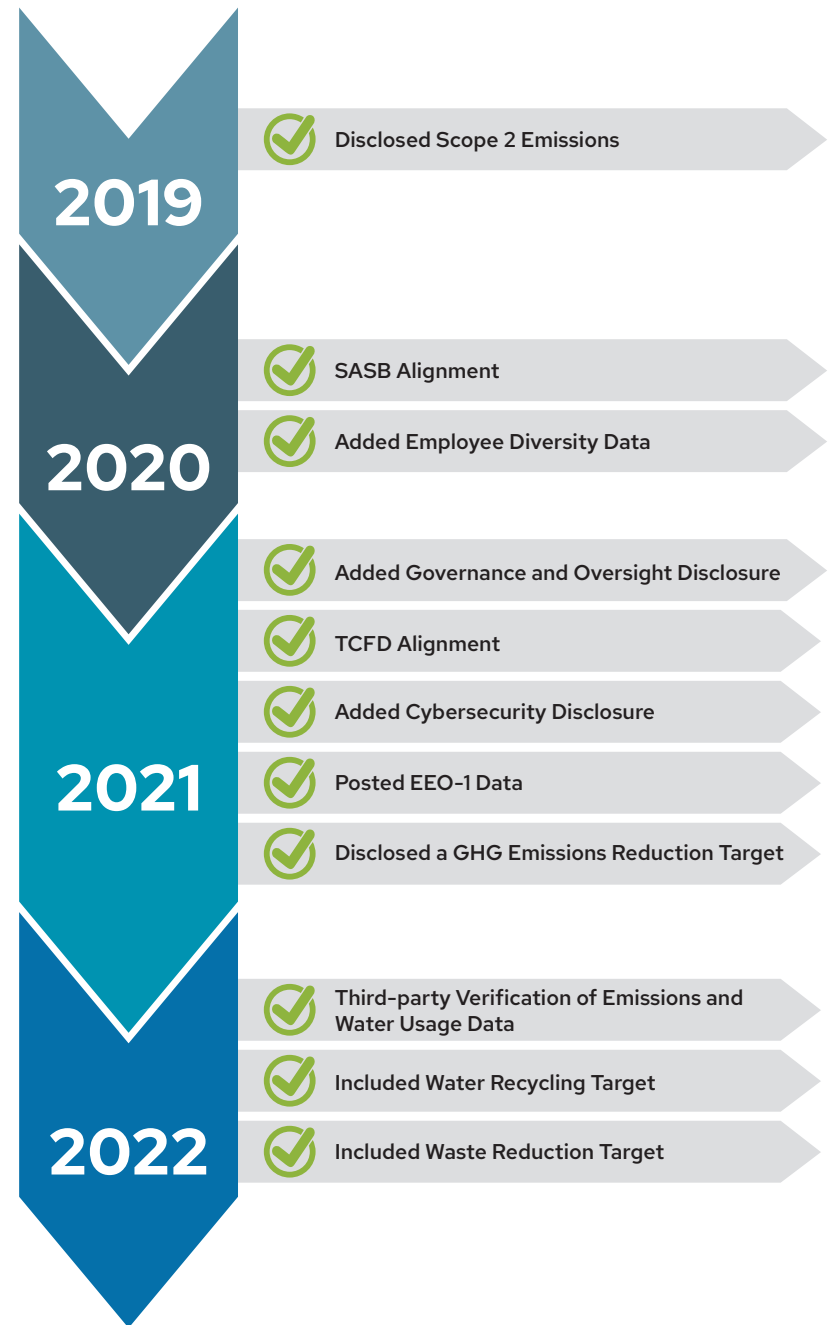 2019
Disclosed Scope 2 Emissions
2020
SASB Alignment
Added Employee Diversity Data
2021
Added Governance and Oversight Disclosure
TCFD Alignment
Added Cybersecurity Disclosure
Posted EEO-1 Data
Disclosed a GHG Emissions Reduction Target
2022
Third-party Verification of Emissions and
Water Usage Data
Included Water Recycling Target
Included Waste Reduction Target